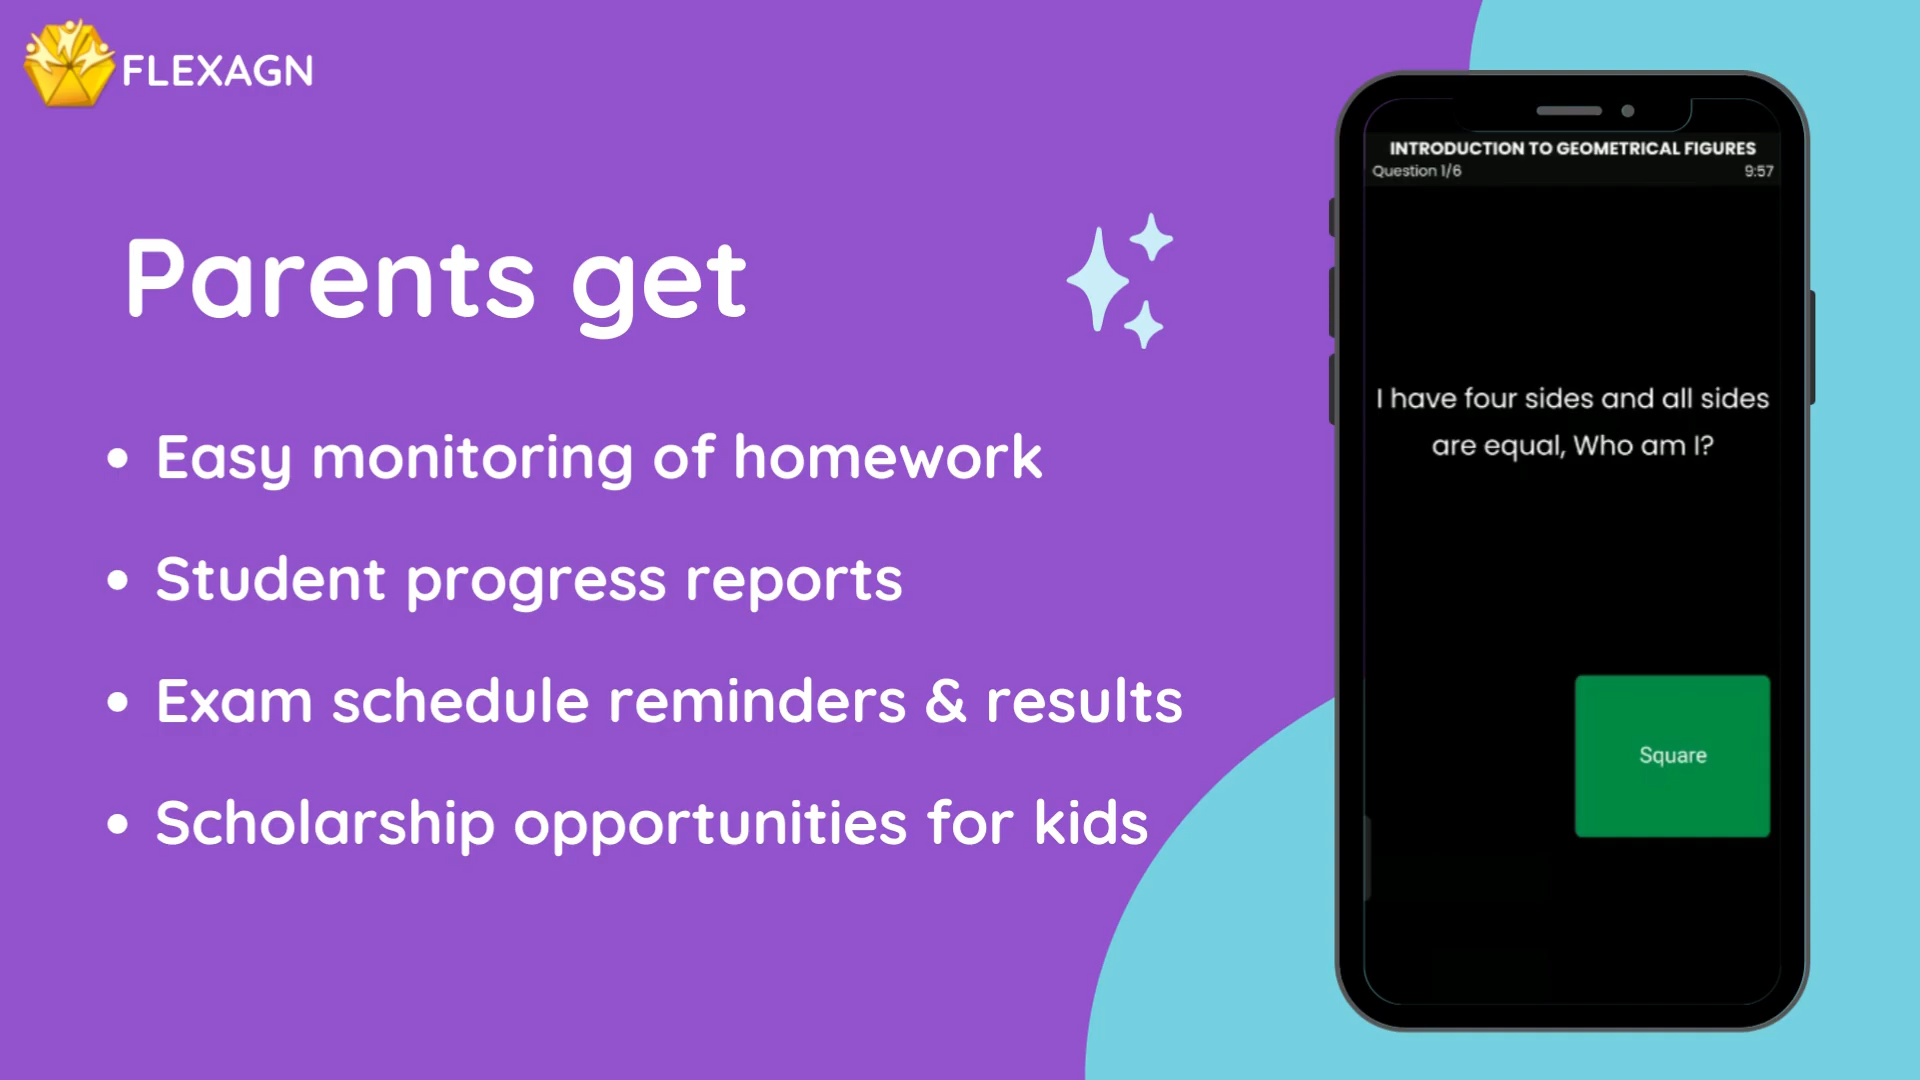 FLEXAGN
Parents get
• Easy monitoring of homework
• Student progress reports
• Exam schedule reminders & results
• Scholarship opportunities for kids
INTRODUCTION TO GEOMETRICAL FIGURES
Question 1/6 9:57
I have four sides and all sides
are equal, Who am I?
Square